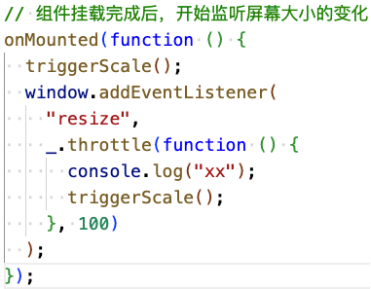 // 组件挂载完成后，开始监听屏幕大小的变化
onMounted(function () {
  triggerScale();
  window.addEventListener(
    "resize",
    _.throttle(function () {
      console.log("xx");
      triggerScale();
    }, 100)
  );
});